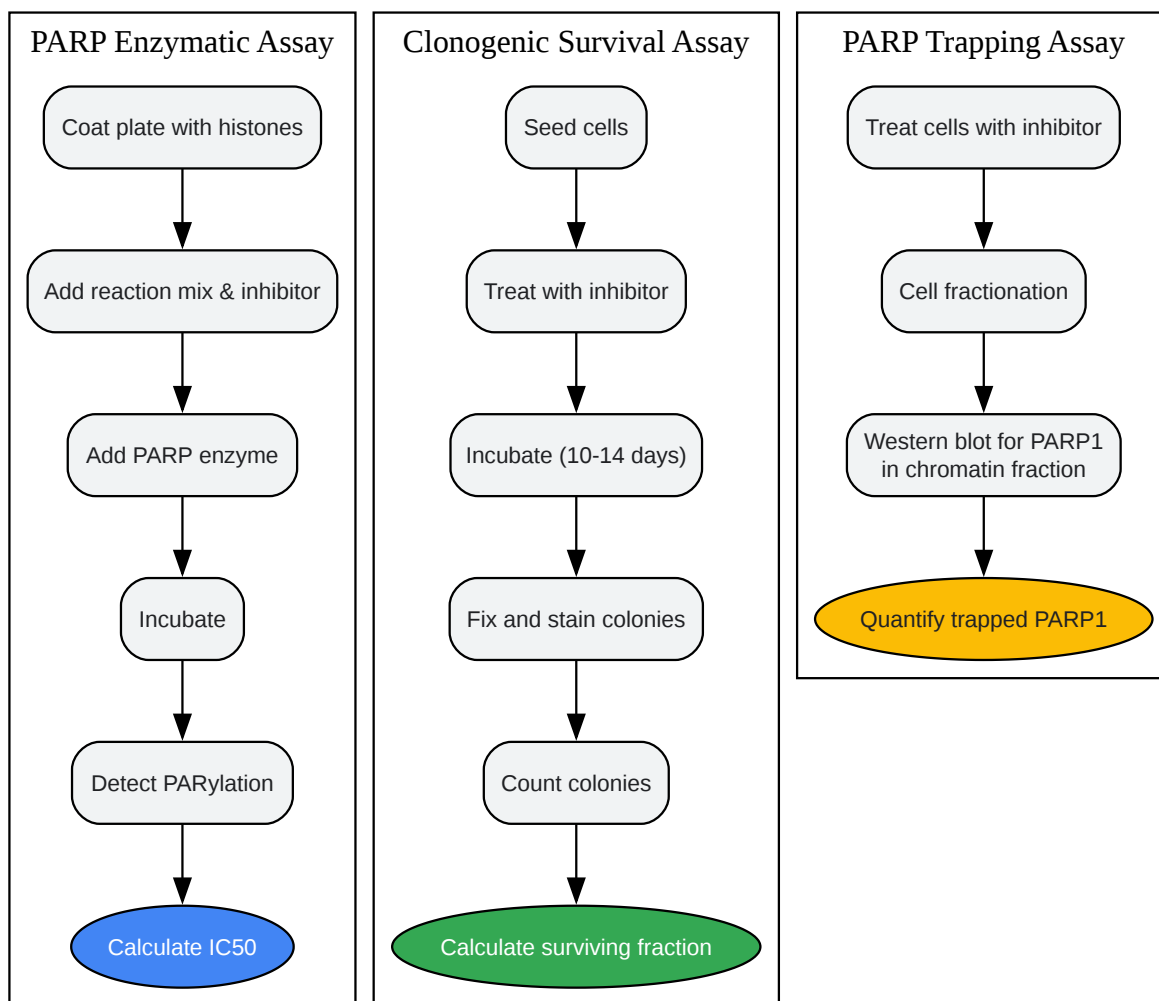 PARP Enzymatic Assay
Coat plate with histones
Add reaction mix & inhibitor
Add PARP enzyme
Incubate
Detect PARylation
Calculate IC50
Clonogenic Survival Assay
Seed cells
Treat with inhibitor
Incubate (10-14 days)
Fix and stain colonies
Count colonies
Calculate surviving fraction
PARP Trapping Assay
Treat cells with inhibitor
Cell fractionation
Western blot for PARP1
in chromatin fraction
Quantify trapped PARP1